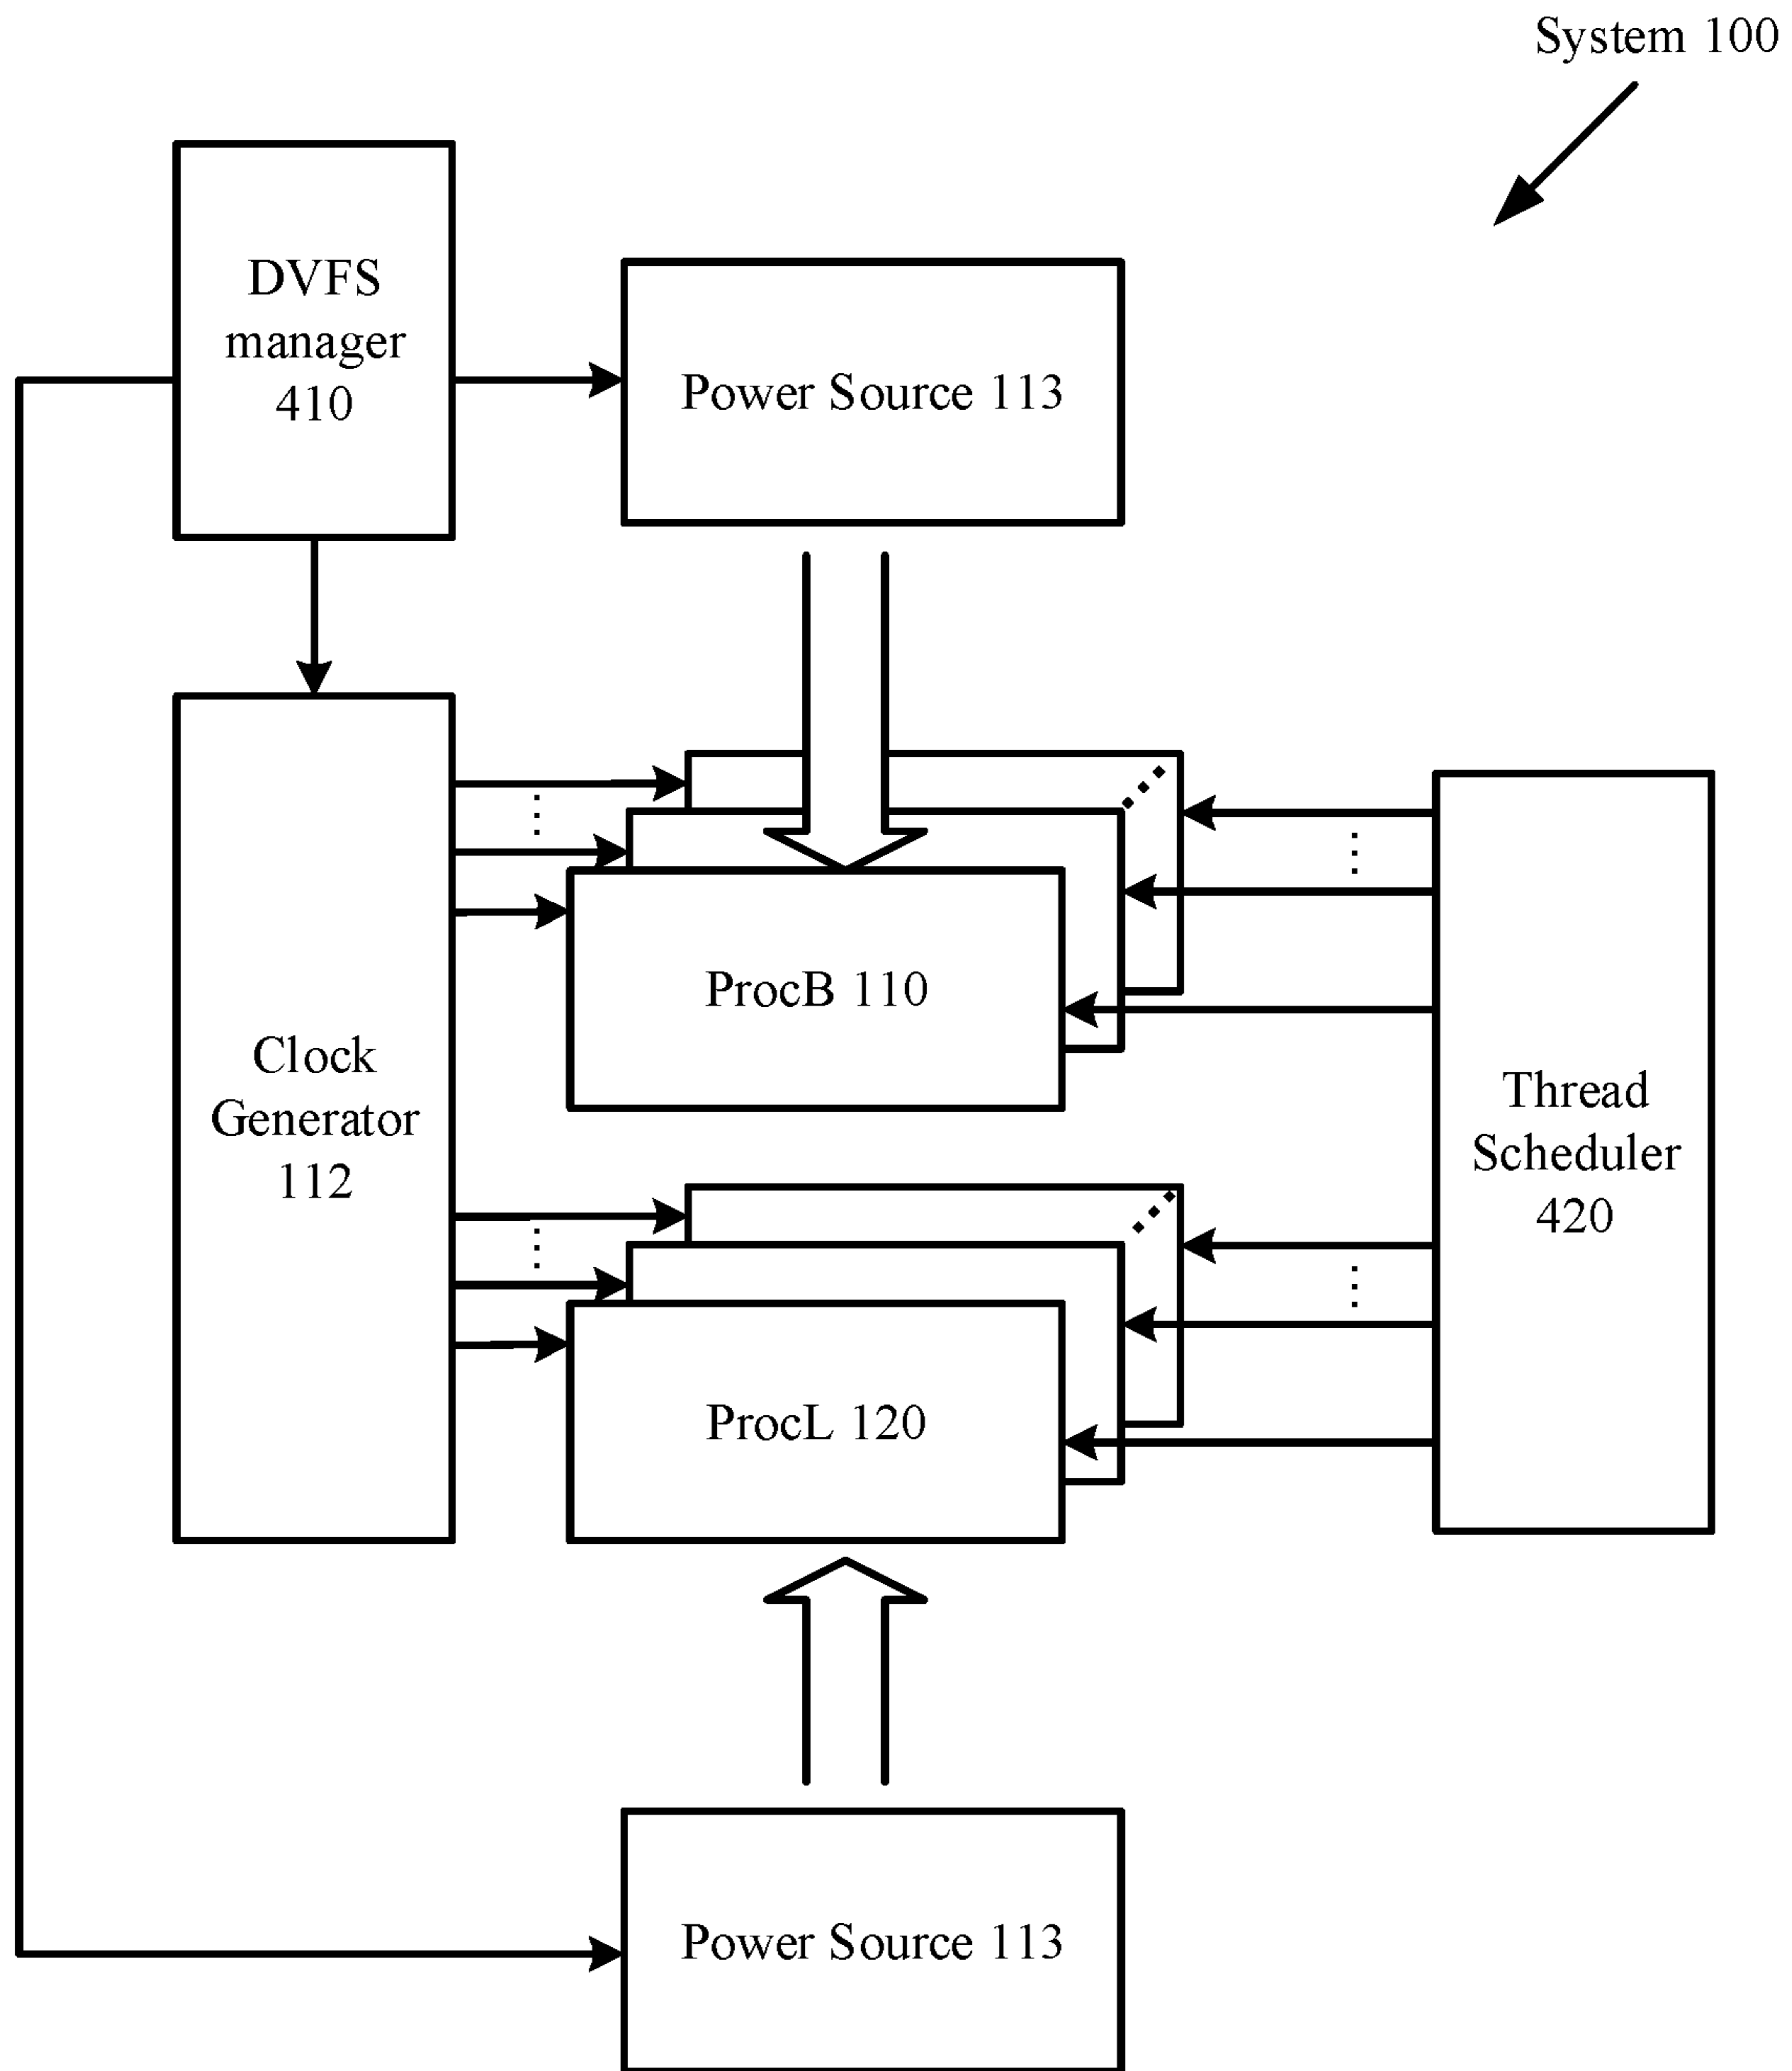 System 100
DVFS
manager
410
Power Source 113
ProcB 110
Clock
Generator
112
Thread
Scheduler
420
ProcL 120
Power Source 113